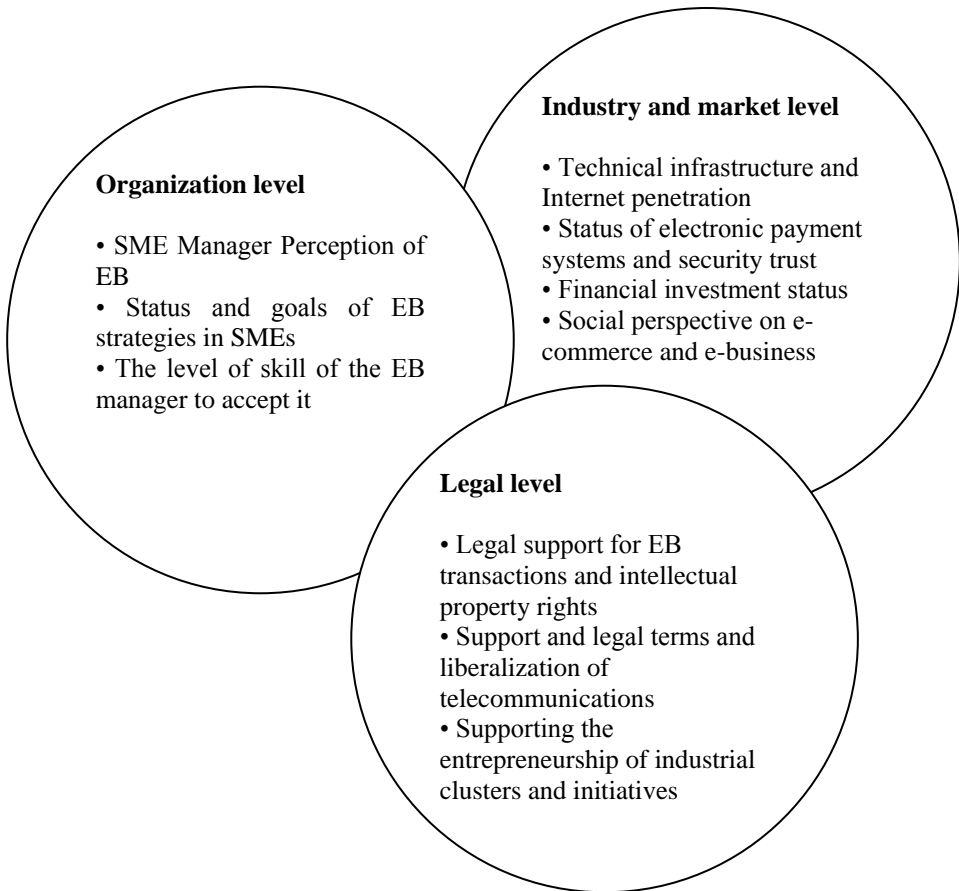 Organization level
• SME Manager Perception of
EB
• Status and goals of EB
strategies in SMEs
• The level of skill of the EB
manager to accept it
Industry and market level
• Technical infrastructure and
Internet penetration
• Status of electronic payment
systems and security trust
• Financial investment status
• Social perspective on e-
commerce and e-business
Legal level
• Legal support for EB
transactions and intellectual
property rights
• Support and legal terms and
liberalization of
telecommunications
• Supporting the
entrepreneurship of industrial
clusters and initiatives